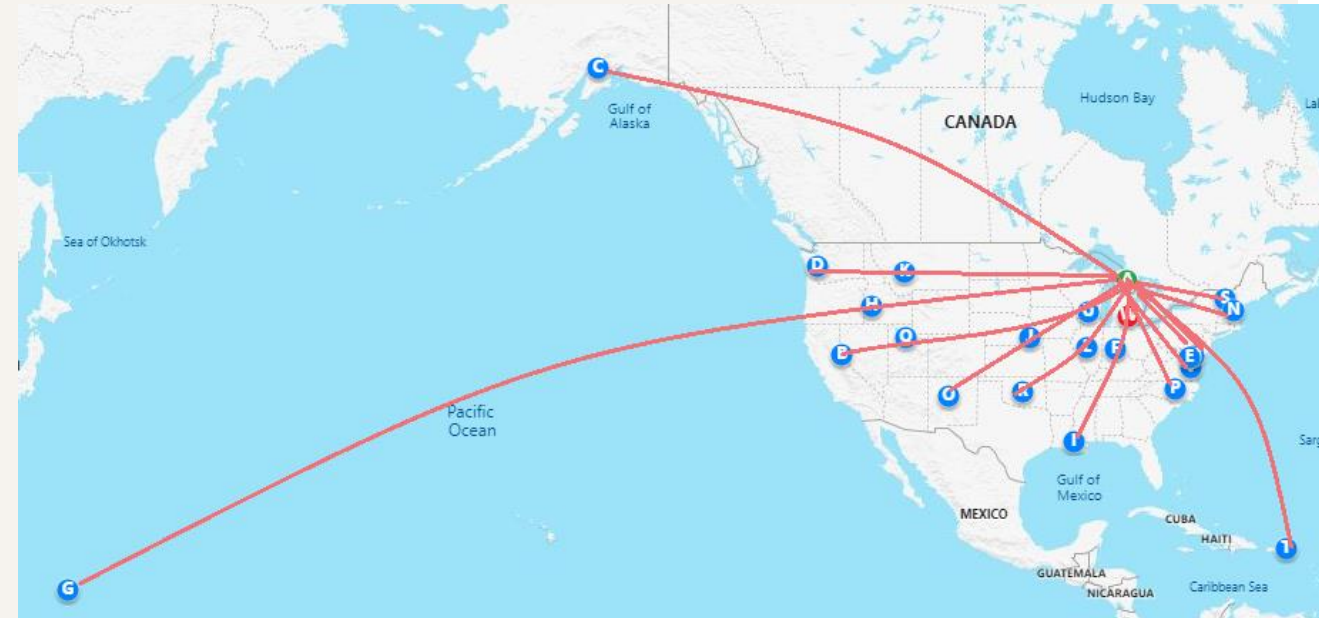 C
Gulf of
Alaska
Hudson Bay
CANADA
Sea of Okhotsk
D
K
A
H
S
N
J
F
E
P
I
Pacific
Ocean
Gulf of
Mexico
MEXICO
CUBA
HAITI
T
GUATEMALA
NICARAGUA
Caribbean Sea
G